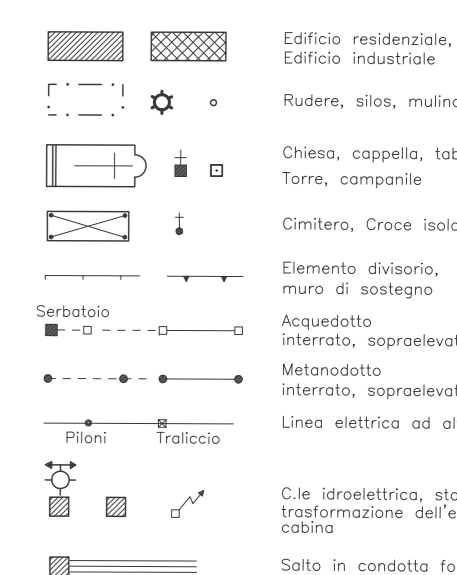 Edificio residenziale,
Edificio industriale
Rudere, silos, mulino
Chiesa, cappella,
Torre, campanile
Cimitero, Croce
Elemento divisorio,
muro di sostegno
Serbatoio
Acquedotto
interrato,
Metanodotto
interrato,
Linea elettrica ad
Piloni Traliccio
C.le idroelettrica,
trasformazione
cabina
Salto in condotta